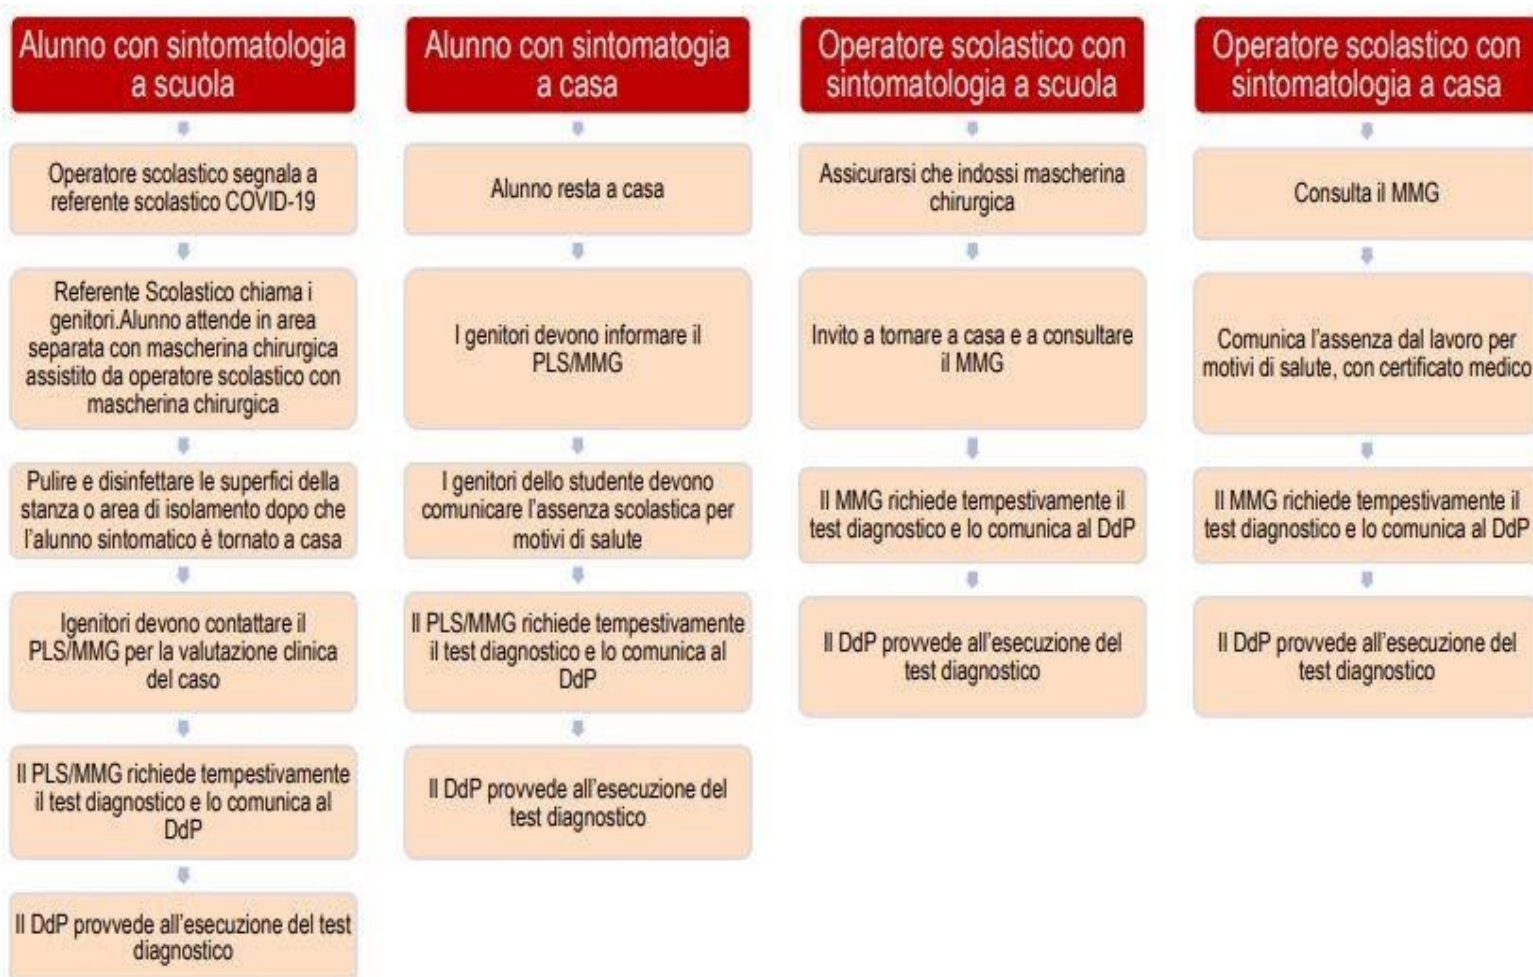 Alunno con sintomatologia
a scuola
Operatore scolastico segnala a
referente scolastico COVID-19
Referente Scolastico chiama i
genitori.Alunno attende in area
separata con mascherina chirurgica
assistito da operatore scolastico con
mascherina chirurgica
Pulire e disinfettare le superfici della
stanza o area di isolamento dopo che
l'alunno sintomatico è tornato a casa
Igenitori devono contattare il
PLS/MMG per la valutazione clinica
del caso
Il PLS/MMG richiede tempestivamente
il test diagnostico e lo comunica al
DdP
Il DdP provvede all'esecuzione del test
diagnostico
Alunno con sintomatogia
a casa
Alunno resta a casa
I genitori devono informare il
PLS/MMG
I genitori dello studente devono
comunicare l'assenza scolastica per
motivi di salute
Il PLS/MMG richiede tempestivamente
il test diagnostico e lo comunica al
DdP
Il DdP provvede all'esecuzione del
test diagnostico
Operatore scolastico con
sintomatologia a scuola
Assicurarsi che indossi mascherina
chirurgica
Invito a tornare a casa e a consultare
il MMG
Il MMG richiede tempestivamente il
test diagnostico e lo comunica al DdP
Il DdP provvede all'esecuzione del
test diagnostico
Operatore scolastico con
sintomatologia a casa
Consulta il MMG
Comunica l'assenza dal lavoro per
motivi di salute, con certificato medico
Il MMG richiede tempestivamente il
test diagnostico e lo comunica al DdP
Il DdP provvede all'esecuzione del
test diagnostico